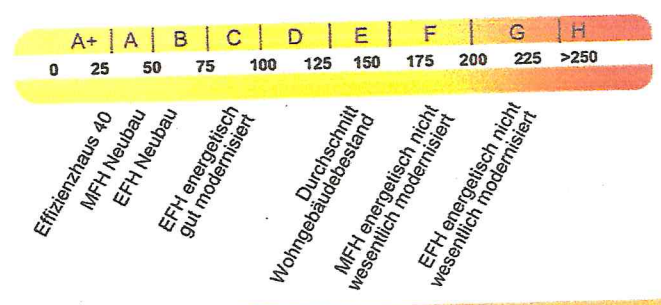 A+ | A | B | C | D | E | F | G | H
0 25 50 75 100 125 150 175 200 225 >250
Effizienzhaus 40
MFH Neubau
EFH Neubau
EFH energetisch
gut modernisiert
Durchschnitt
Wohngebäudebestand
MFH energetisch nicht
wesentlich modernisiert
EFH energetisch nicht
wesentlich modernisiert